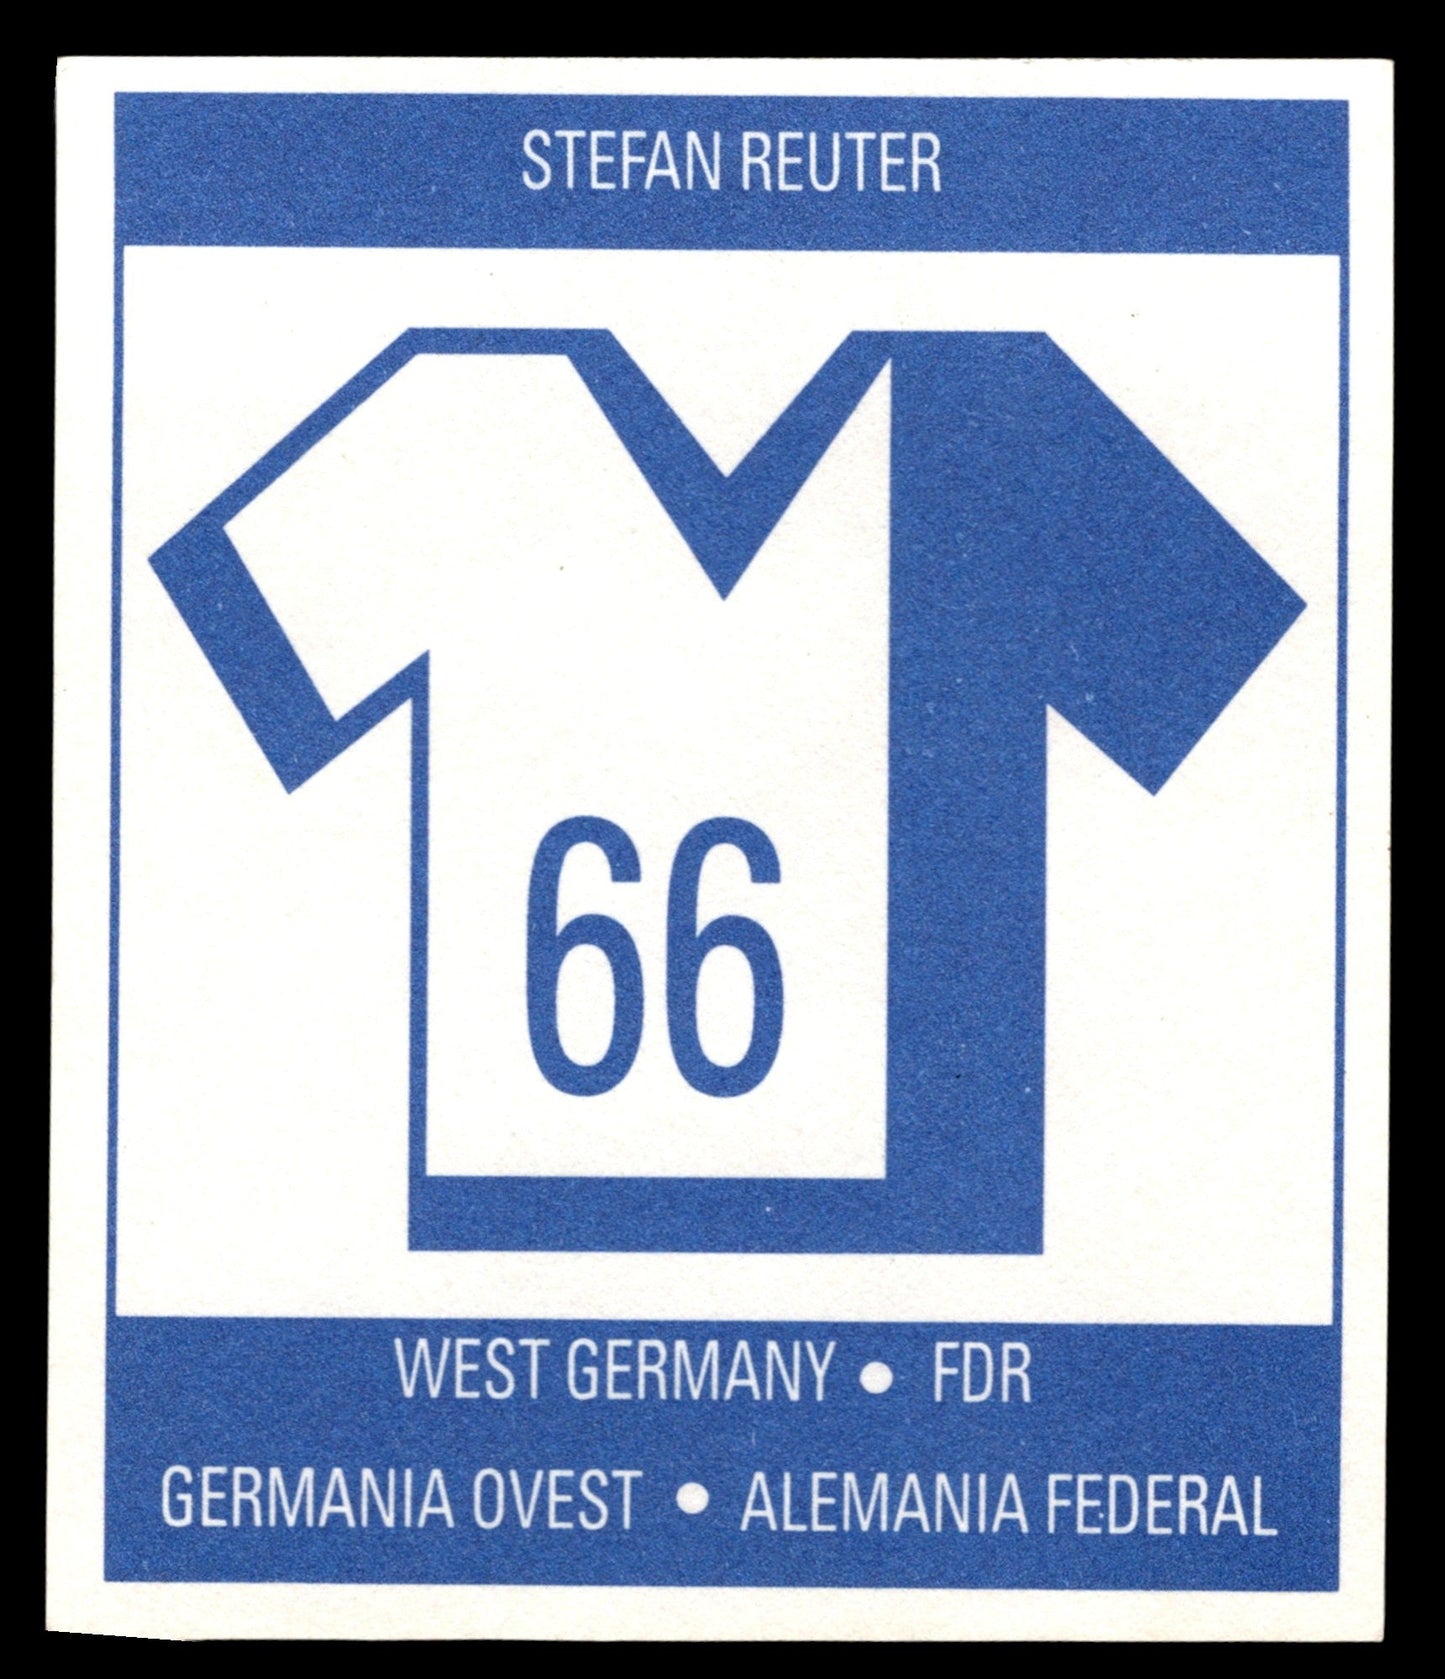 STEFAN REUTER
66
WEST GERMANY ● FDR
GERMANIA OVEST ● ALEMANIA FEDERAL